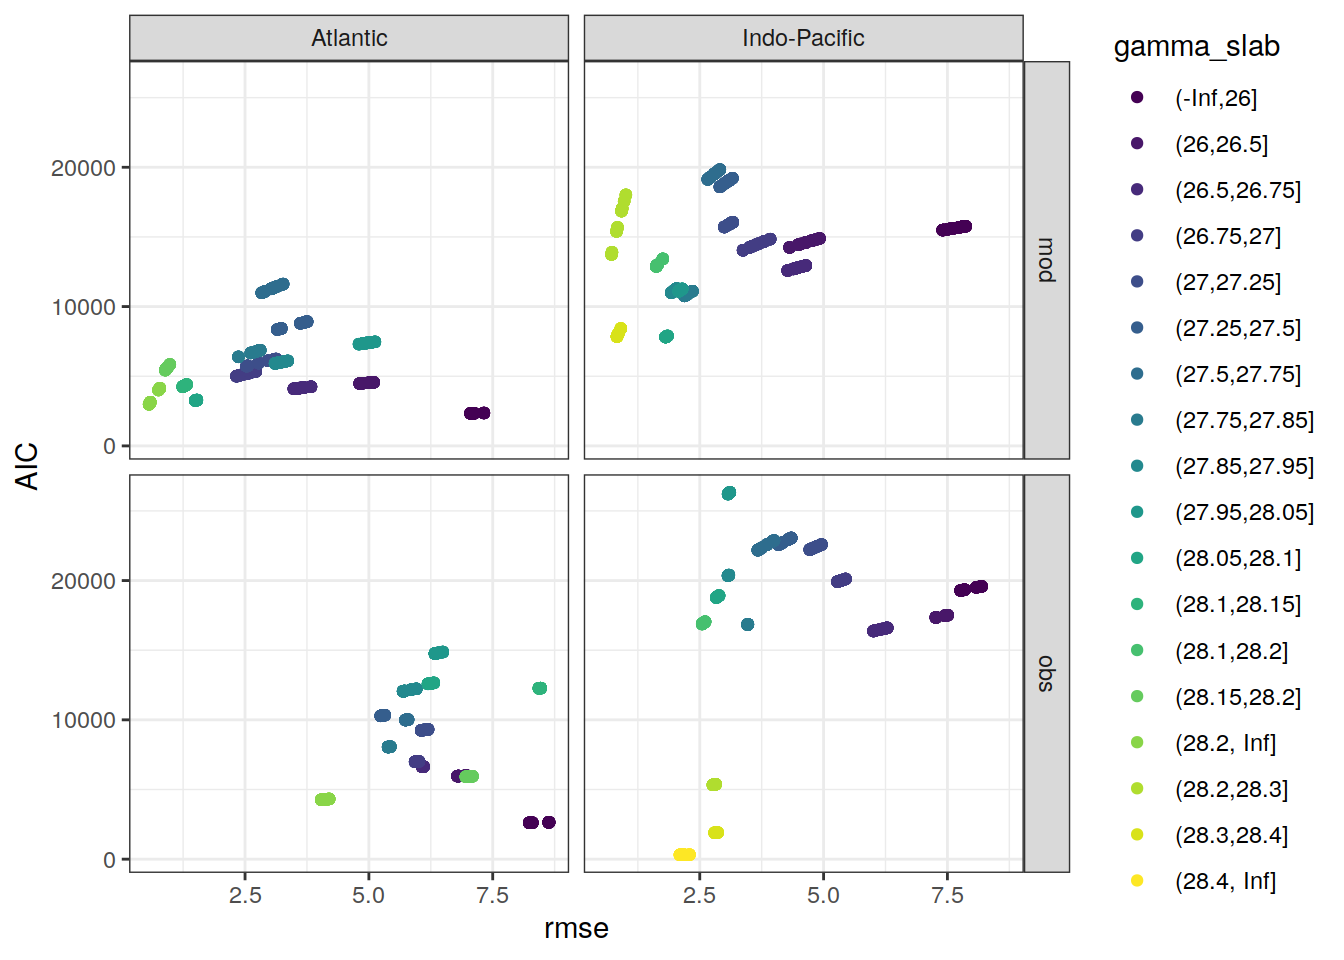 Atlantic
Indo-Pacific
gamma_slab
(-Inf,26]
(26,26.5]
(26.5,26.75]
(26.75,27]
(27,27.25]
(27.25,27.5]
(27.5,27.75]
(27.75,27.85]
(27.85,27.95]
(27.95,28.05]
(28.05,28.1]
(28.1,28.15]
(28.1,28.2]
(28.15,28.2]
(28.2, Inf]
(28.2,28.3]
(28.3,28.4]
(28.4, Inf]
mod
obs
AIC
20000
10000
0
20000
10000
0
2.5
5.0
7.5
2.5
5.0
7.5
rmse